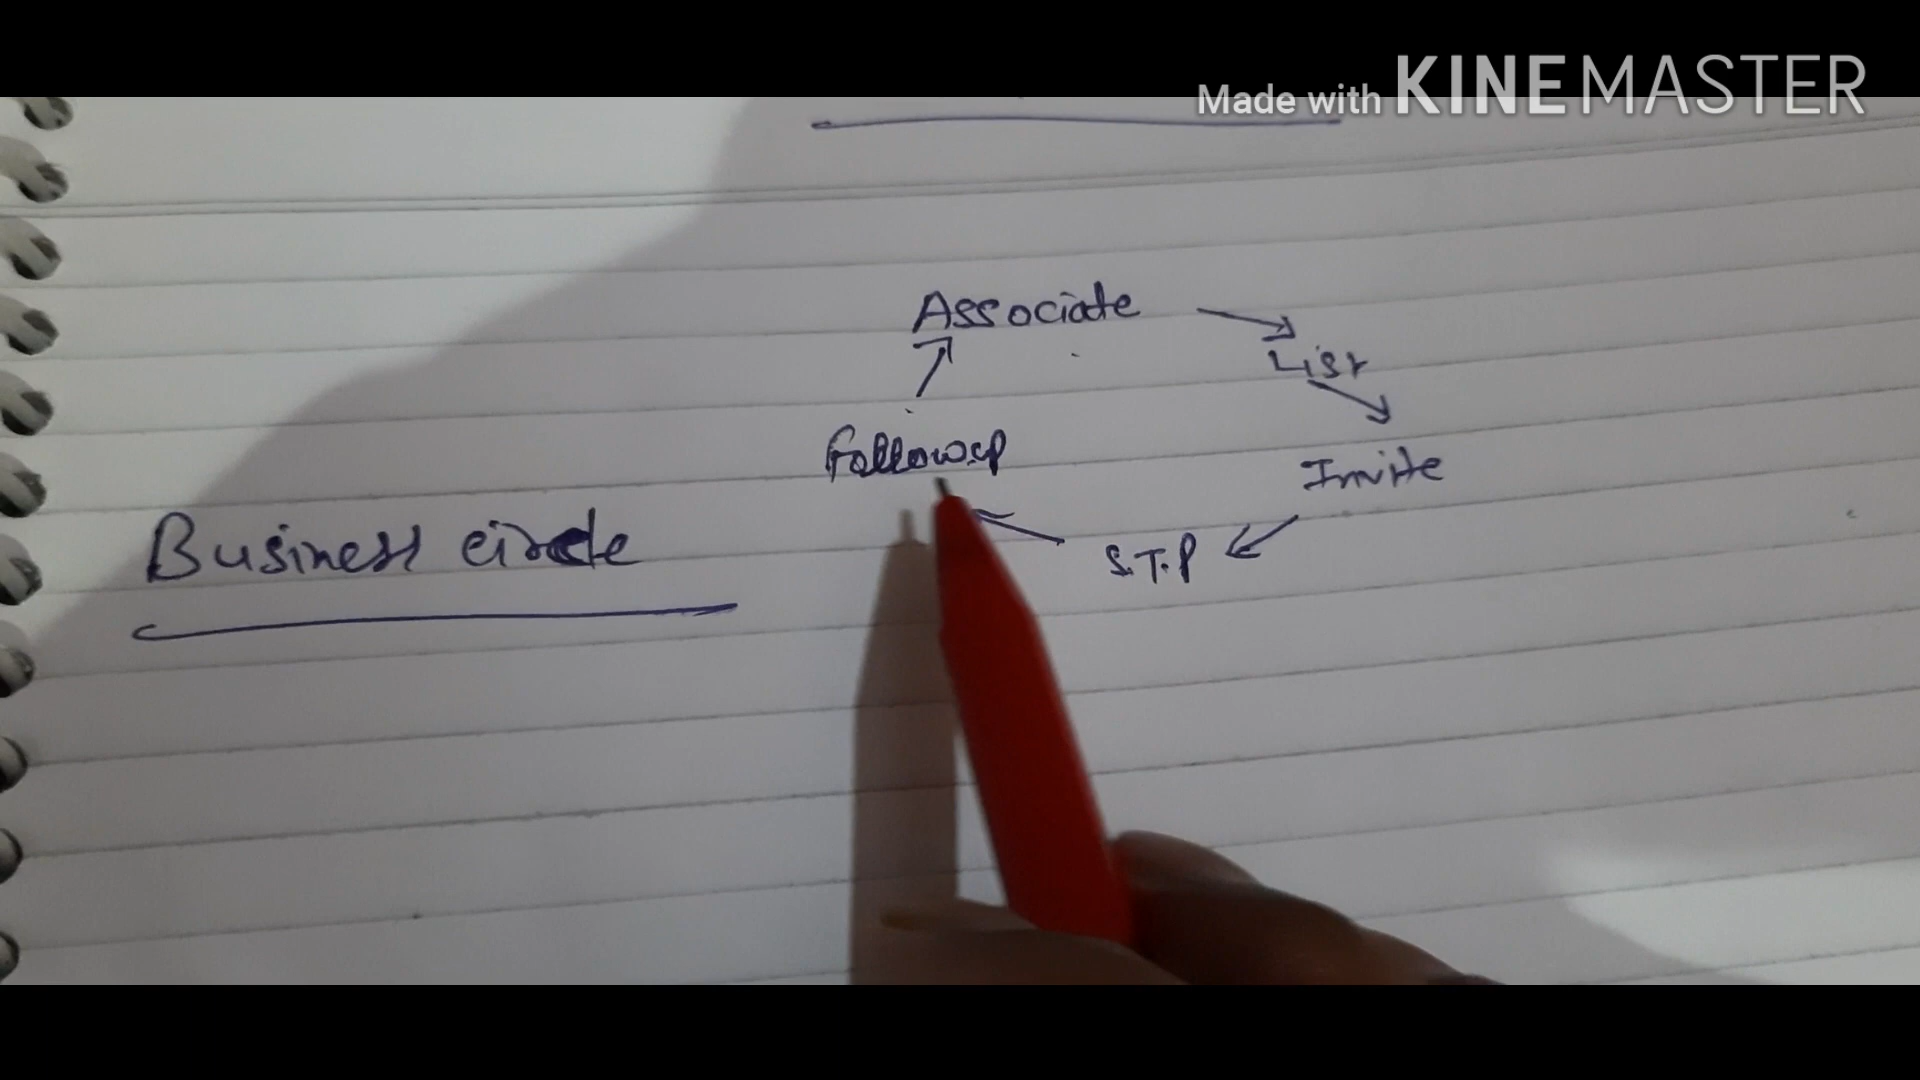 Made with KINEMASTER
Associate
List
Followup
Invite
Business circle
S.T.P